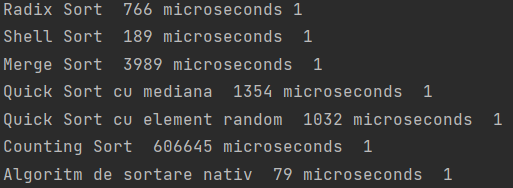 Radix Sort  766 microseconds 1
Shell Sort  189 microseconds  1
Merge Sort  3989 microseconds  1
Quick Sort cu mediana  1354 microseconds  1
Quick Sort cu element random  1032 microseconds  1
Counting Sort  606645 microseconds  1
Algoritm de sortare nativ  79 microseconds  1